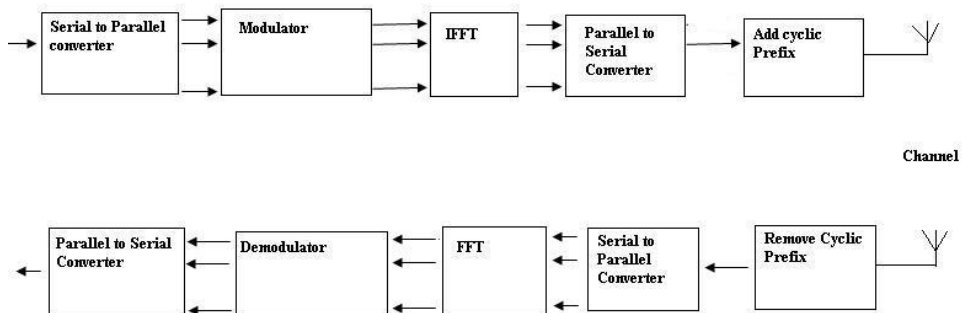 Serial to Parallel
converter
Modulator
IFFT
Parallel to
Serial
Converter
Add cyclic
Prefix
Channel
Parallel to Serial
Converter
Demodulator
FFT
Serial to
Parallel
Converter
Remove Cyclic
Prefix